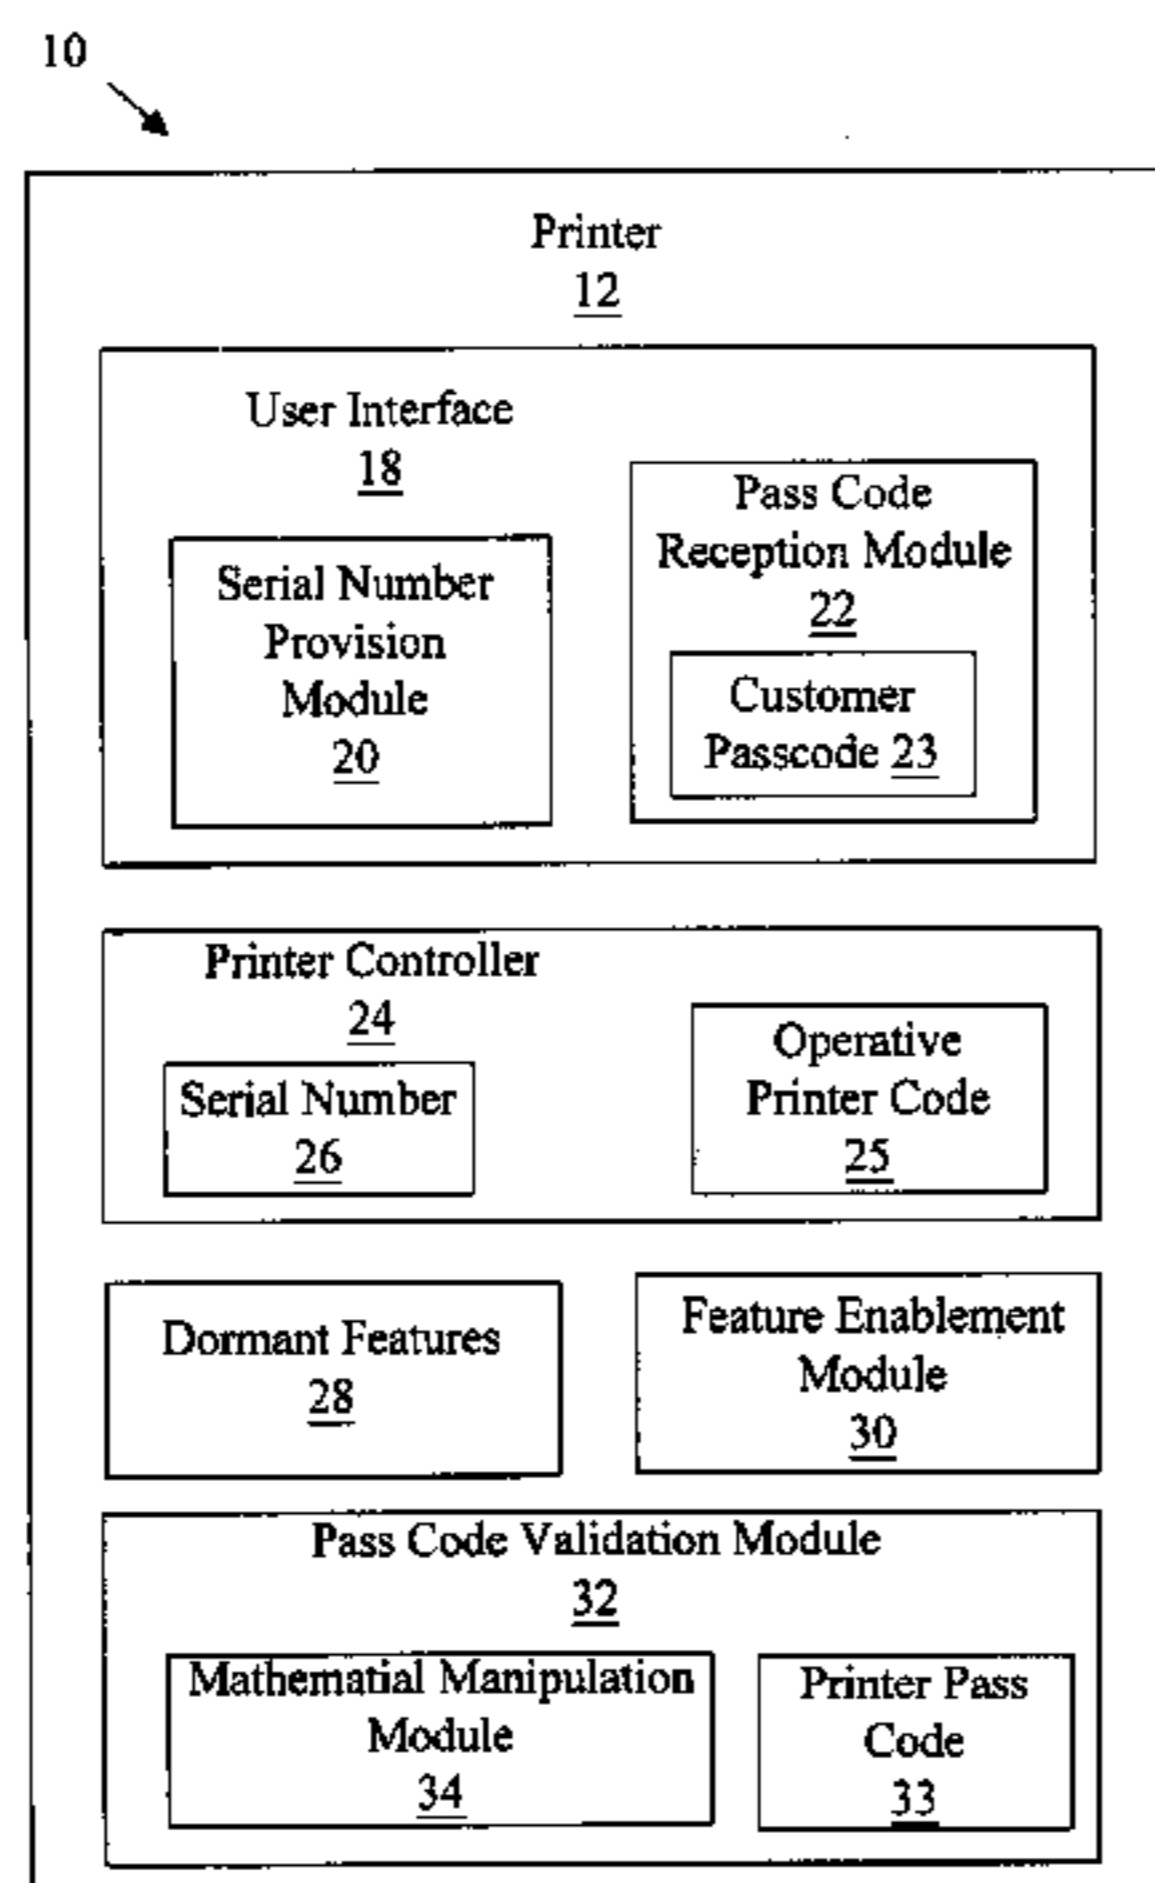 10
Printer
12
User Interface
18
Serial Number
Provision
Module
20
Pass Code
Reception Module
22
Customer
Passcode 23
Printer Controller
24
Serial Number
26
Operative
Printer Code
25
Dormant Features
28
Feature Enablement
Module
30
Pass Code Validation Module
32
Mathematial Manipulation
Module
34
Printer Pass
Code
33